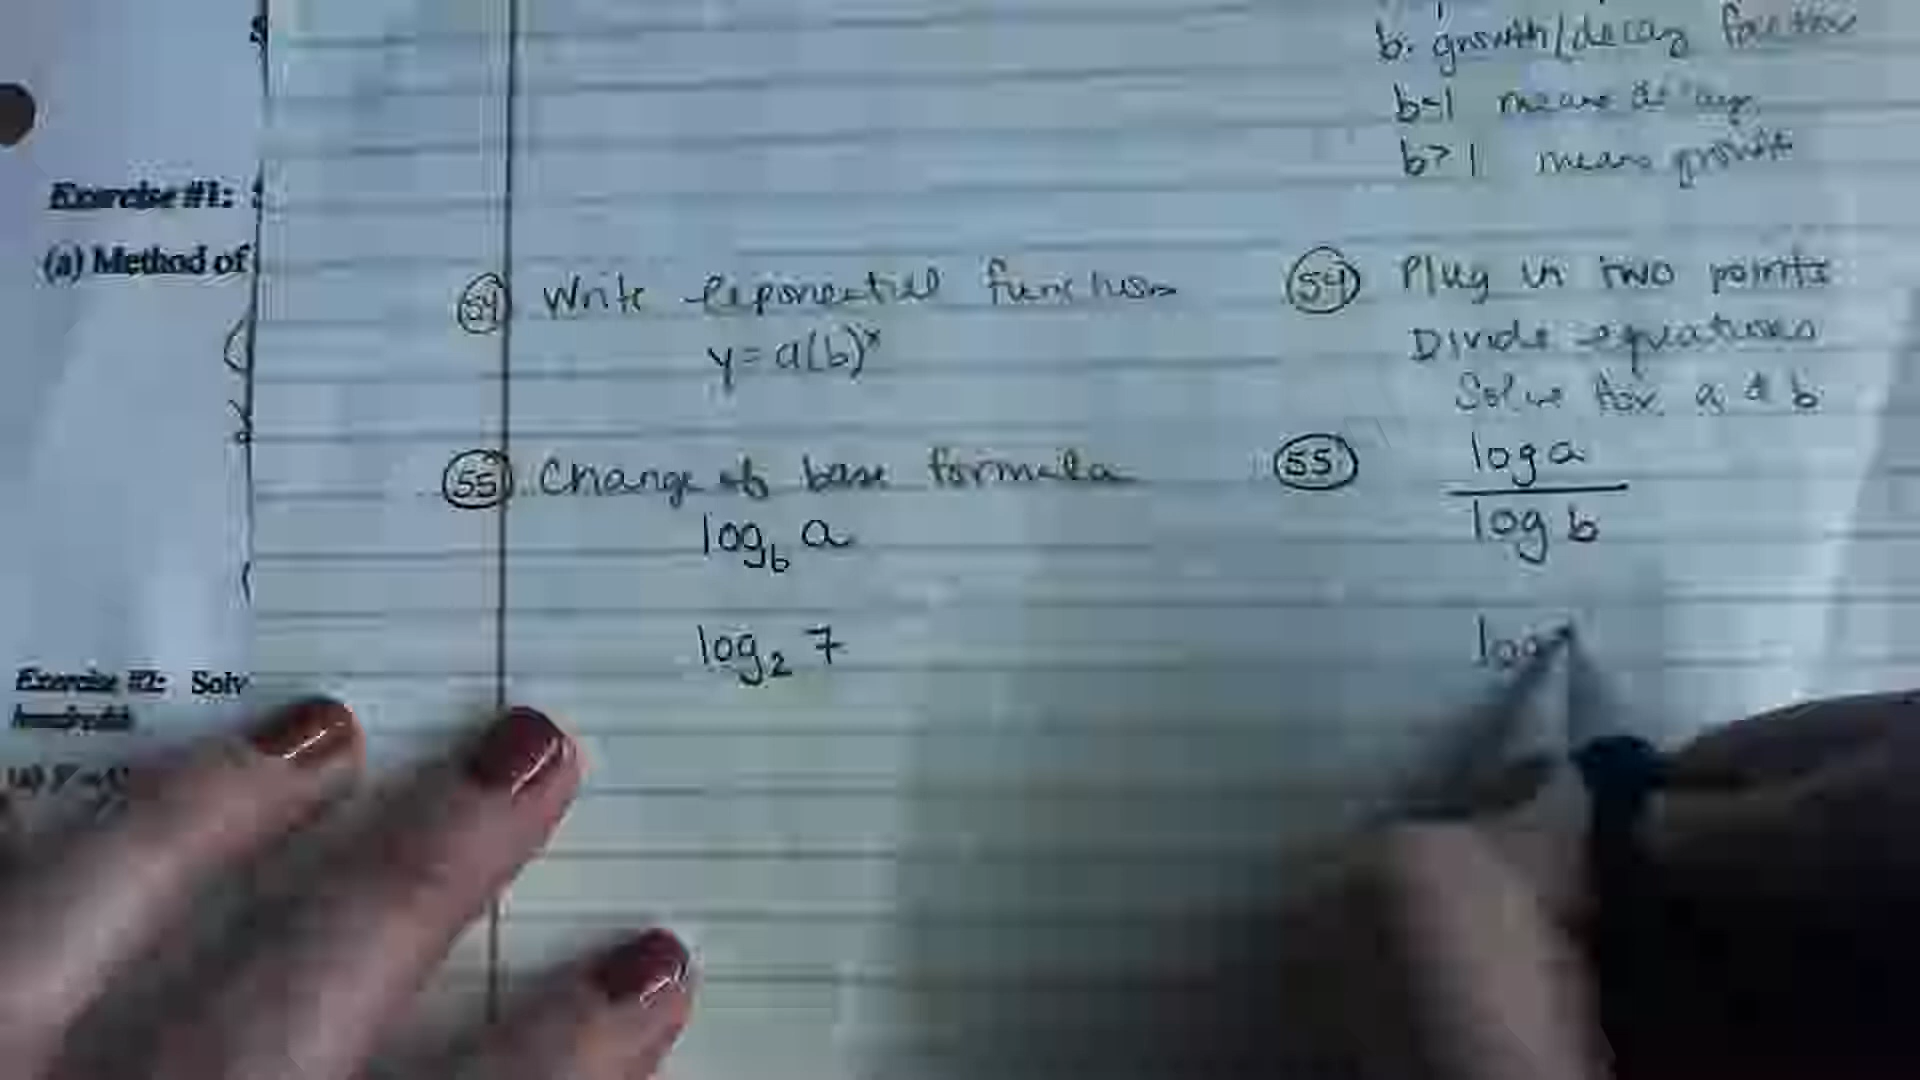 b: growth/decay
b<1 means decay
b>1 means growth
Exercise #1:
(a) Method of
54 Write exponential function
y = a(b)^x
54 Plug in two points
Divide equations
Solve for a & b
55 Change of base formula
log_b a
55 log a
log b
log_2 7
log
Exercise #2: Solv
hundredth